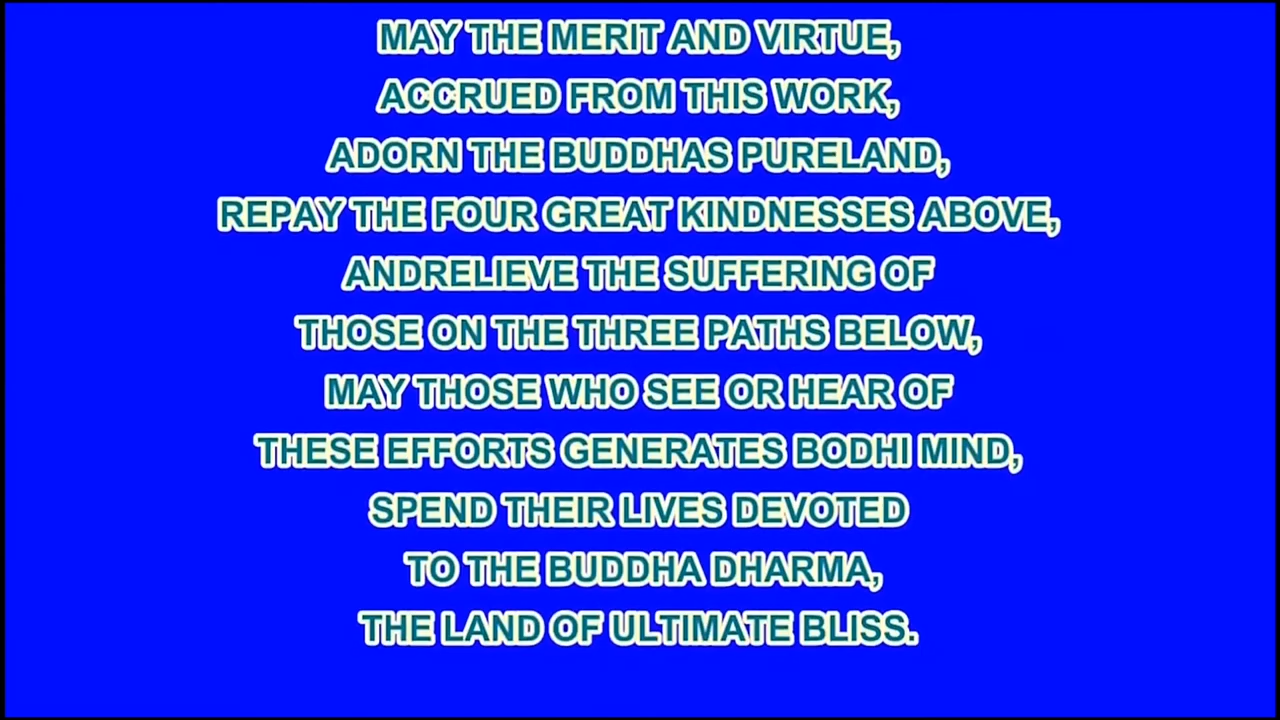 MAY THE MERIT AND VIRTUE,
ACCRUED FROM THIS WORK,
ADORN THE BUDDHAS PURELAND,
REPAY THE FOUR GREAT KINDNESSES ABOVE,
ANDRELIEVE THE SUFFERING OF
THOSE ON THE THREE PATHS BELOW,
MAY THOSE WHO SEE OR HEAR OF
THESE EFFORTS GENERATES BODHI MIND,
SPEND THEIR LIVES DEVOTED
TO THE BUDDHA DHARMA,
THE LAND OF ULTIMATE BLISS.